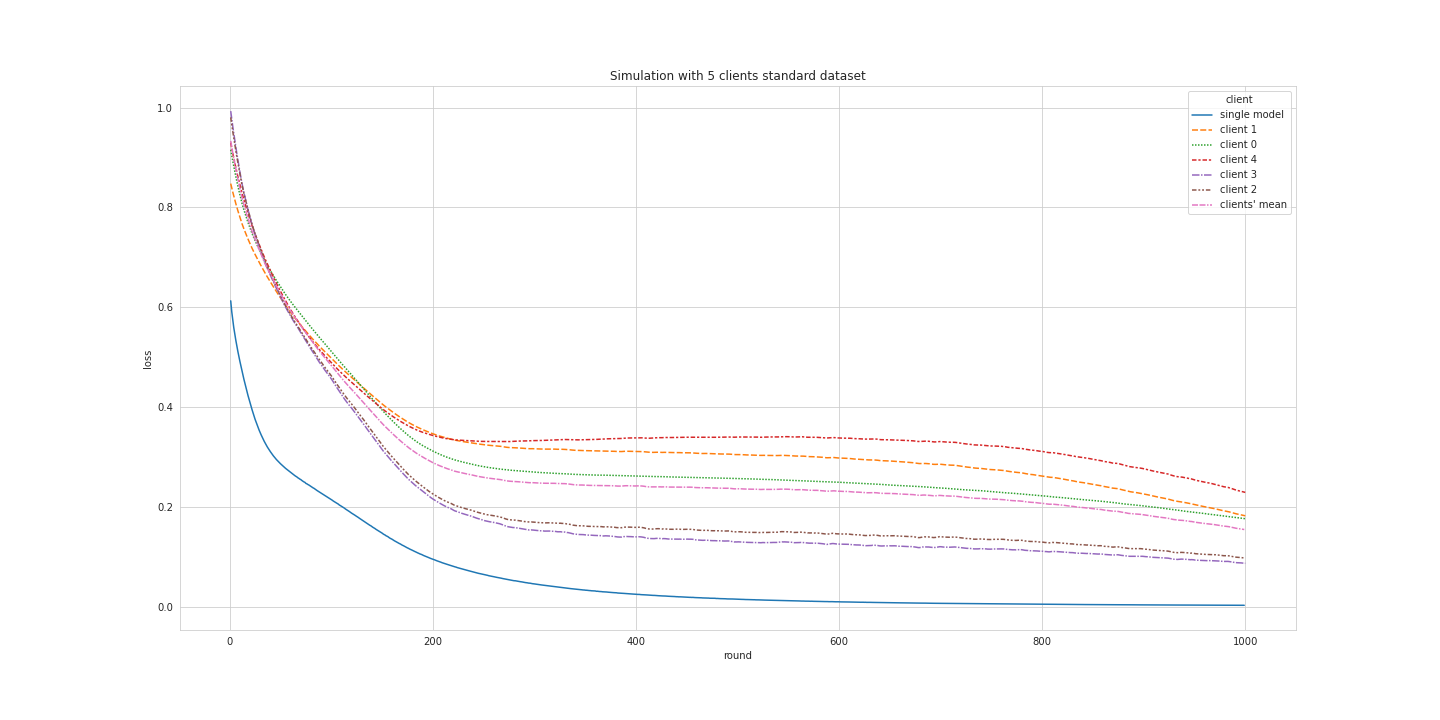 Simulation with 5 clients standard dataset
client
single model
client 1
client 0
client 4
client 3
client 2
clients' mean
1.0
0.8
0.6
0.4
0.2
0.0
loss
0 200 400 600 800 1000
round